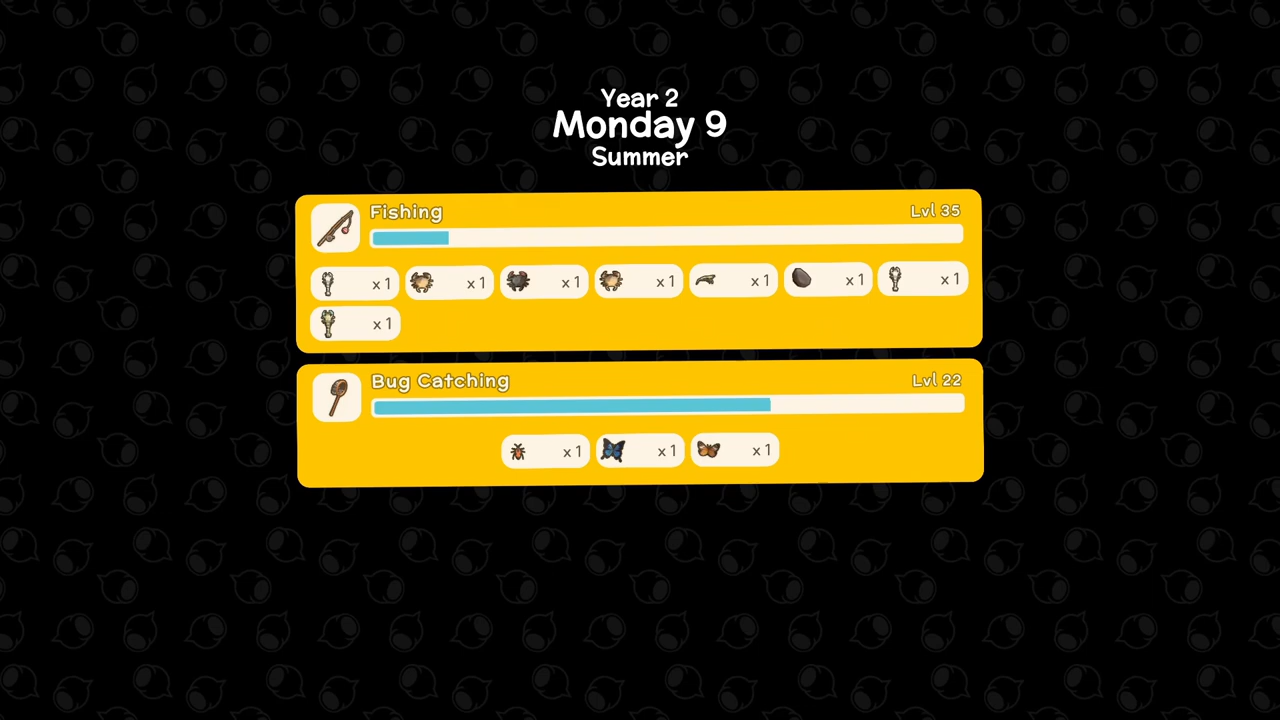 Year 2
Monday 9
Summer
Fishing Lvl 35
x 1 x 1 x 1 x 1 x 1 x 1 x 1
x 1
Bug Catching Lvl 22
x 1 x 1 x 1